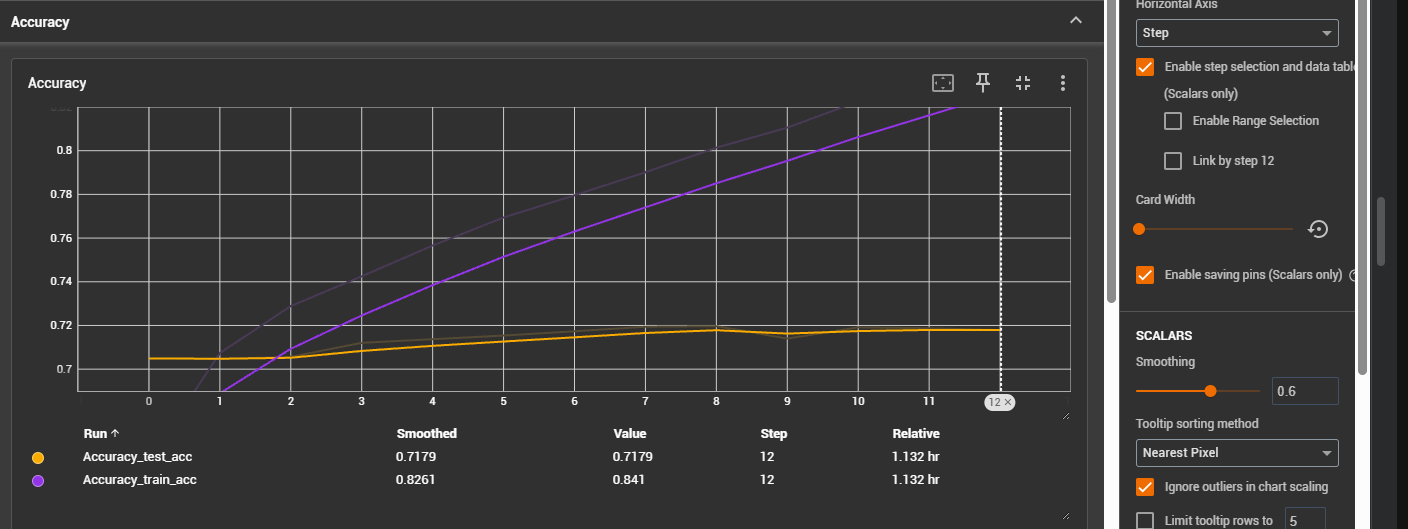 Accuracy
Accuracy
0.8
0.78
0.76
0.74
0.72
0.7
0 1 2 3 4 5 6 7 8 9 10 11 12 ×
Run ↑ Smoothed Value Step Relative
Accuracy_test_acc 0.7179 0.7179 12 1.132 hr
Accuracy_train_acc 0.8261 0.841 12 1.132 hr
Horizontal Axis
Step
Enable step selection and data table
(Scalars only)
Enable Range Selection
Link by step 12
Card Width
Enable saving pins (Scalars only)
SCALARS
Smoothing
0.6
Tooltip sorting method
Nearest Pixel
Ignore outliers in chart scaling
Limit tooltip rows to 5